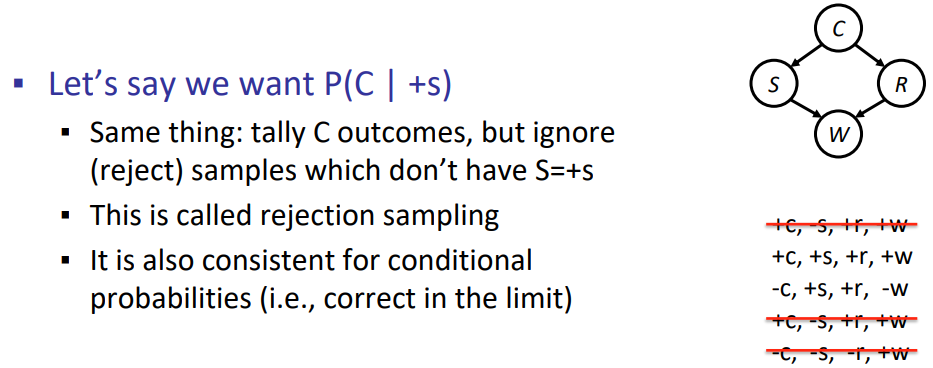 Let's say we want P(C | +s)
Same thing: tally C outcomes, but ignore
(reject) samples which don't have S=+s
This is called rejection sampling
It is also consistent for conditional
probabilities (i.e., correct in the limit)
C
S
R
W
+c, -s, +r, +w
+c, +s, +r, +w
-c, +s, +r, -w
+c, -s, +r, +w
-c, -s, -r, +w